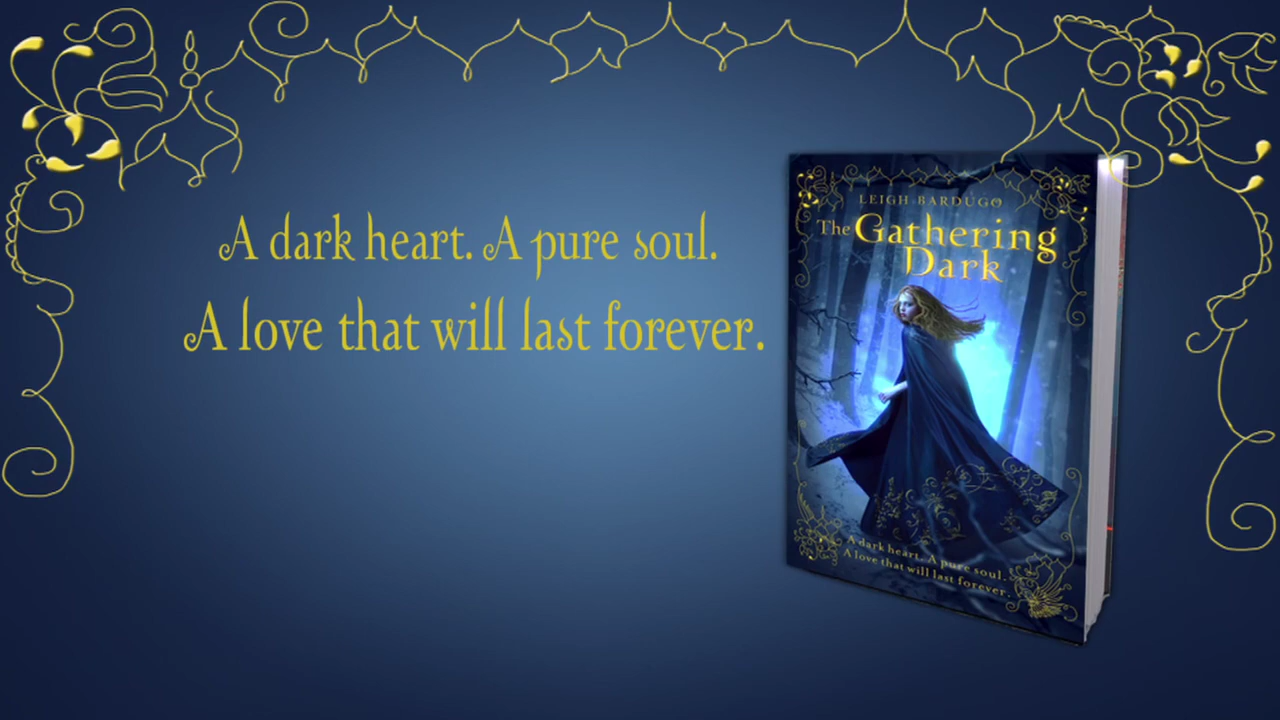 A dark heart. A pure soul.
A love that will last forever.
LEIGH BARDUGO
The Gathering
Dark
A dark heart. A pure soul.
A love that will last forever.